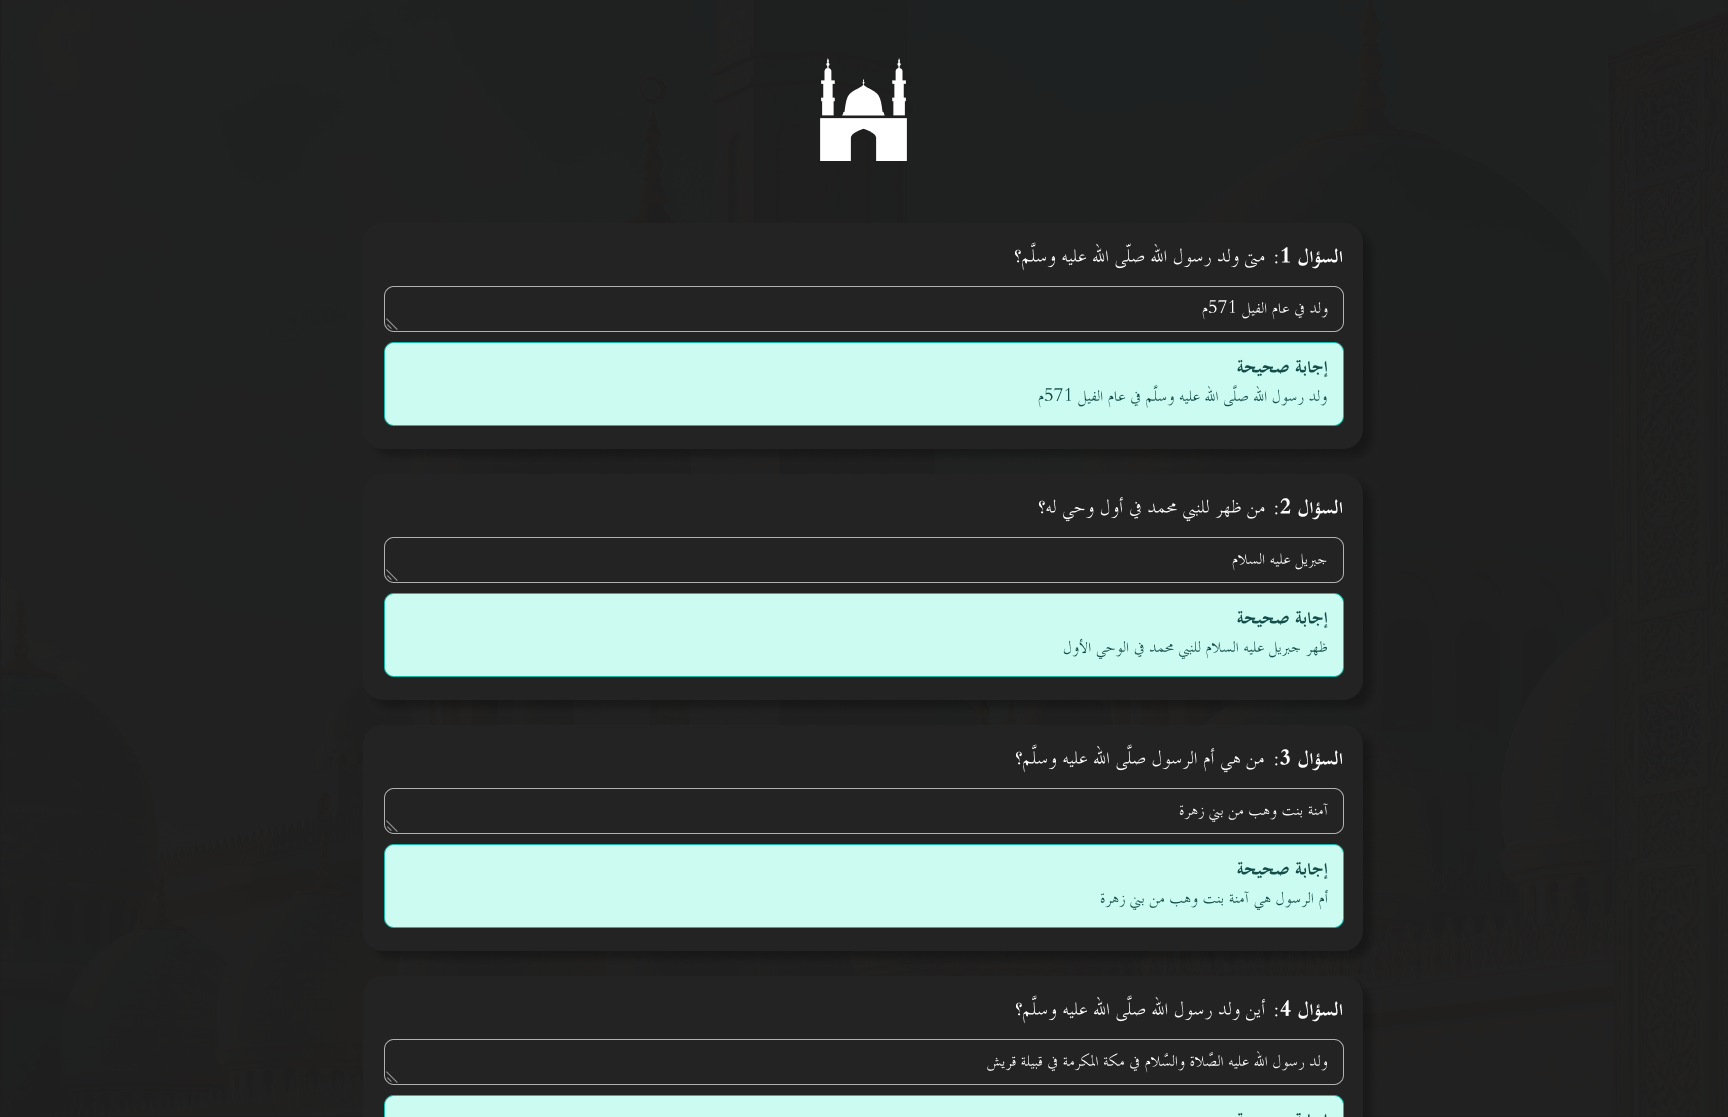 السؤال 1: متى ولد رسول الله صلّى الله عليه وسلَّم؟
ولد في عام الفيل 571م
إجابة صحيحة
ولد رسول الله صلَّى الله عليه وسلَّم في عام الفيل 571م
السؤال 2: من ظهر للنبي محمد في أول وحي له؟
جبريل عليه السلام
إجابة صحيحة
ظهر جبريل عليه السلام للنبي محمد في الوحي الأول
السؤال 3: من هي أم الرسول صلَّى الله عليه وسلَّم؟
آمنة بنت وهب من بني زهرة
إجابة صحيحة
أم الرسول هي آمنة بنت وهب من بني زهرة
السؤال 4: أين ولد رسول الله صلَّى الله عليه وسلَّم؟
ولد رسول الله عليه الصَّلاة والسَّلام في مكة المكرمة في قبيلة قريش